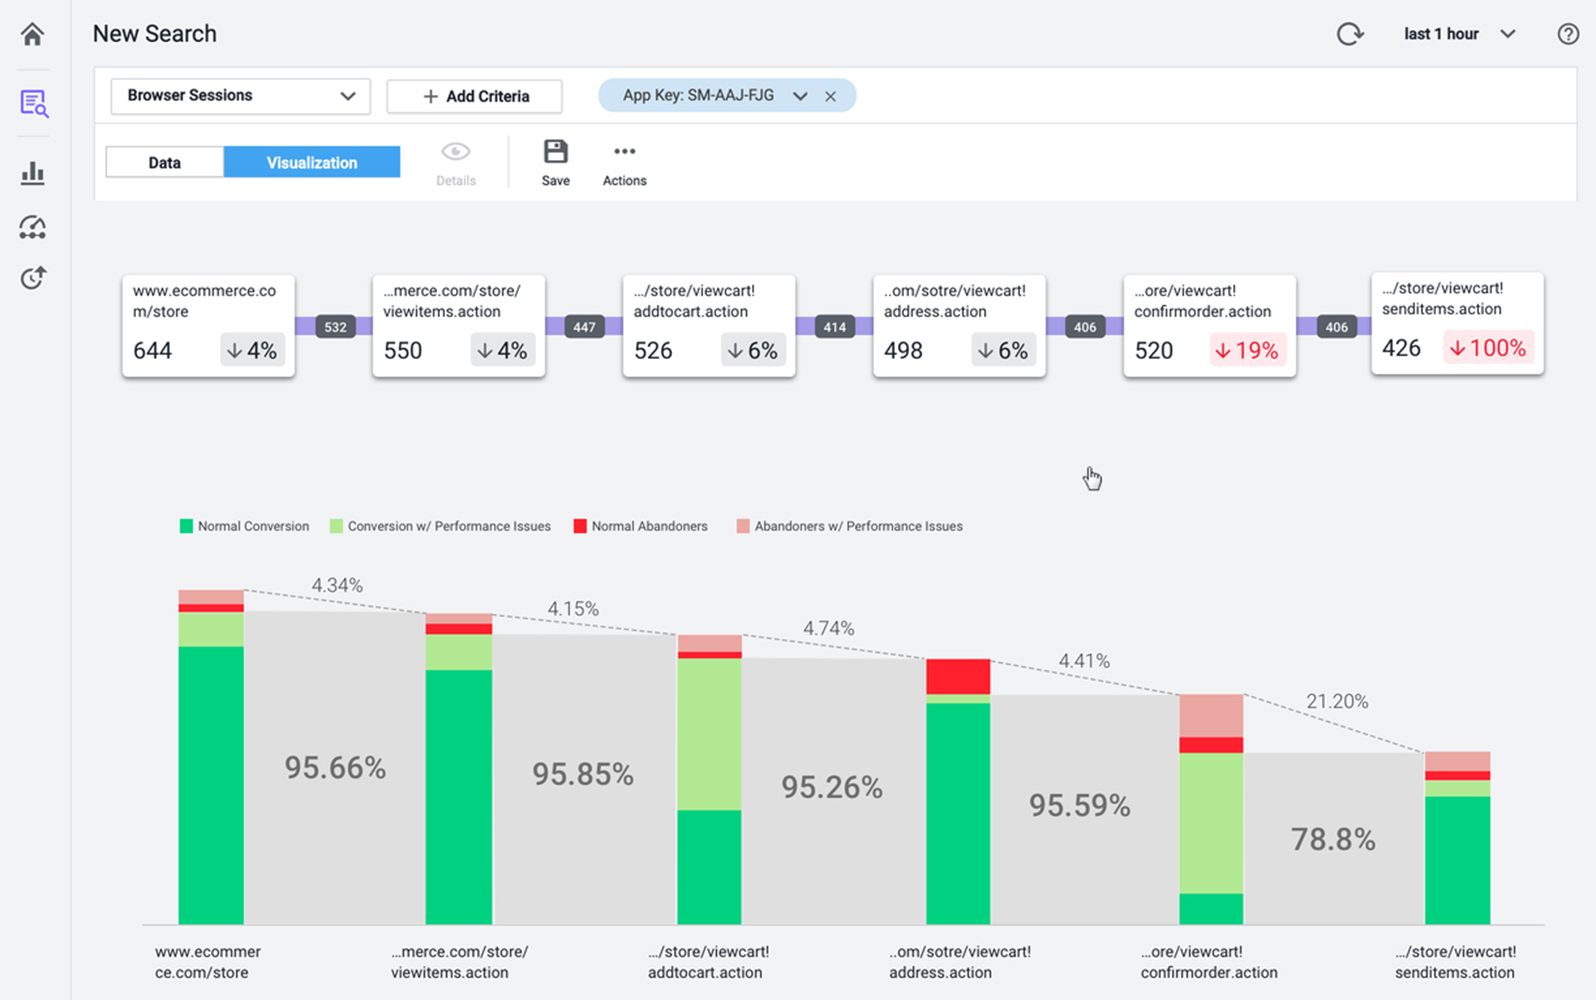 New Search
last 1 hour
Browser Sessions
Add Criteria
App Key: SM-AAJ-FJG
Data
Visualization
Details
Save
Actions
www.ecommerce.co
m/store
644
4%
532
...merce.com/store/
viewitems.action
550
4%
447
.../store/viewcart!
addtocart.action
526
6%
414
..om/sotre/viewcart!
address.action
498
6%
406
...ore/viewcart!
confirmorder.action
520
19%
406
.../store/viewcart!
senditems.action
426
100%
Normal Conversion
Conversion w/ Performance Issues
Normal Abandoners
Abandoners w/ Performance Issues
4.34%
4.15%
4.74%
4.41%
21.20%
95.66%
95.85%
95.26%
95.59%
78.8%
www.ecommer
ce.com/store
...merce.com/store/
viewitems.action
.../store/viewcart!
addtocart.action
..om/sotre/viewcart!
address.action
...ore/viewcart!
confirmorder.action
.../store/viewcart!
senditems.action